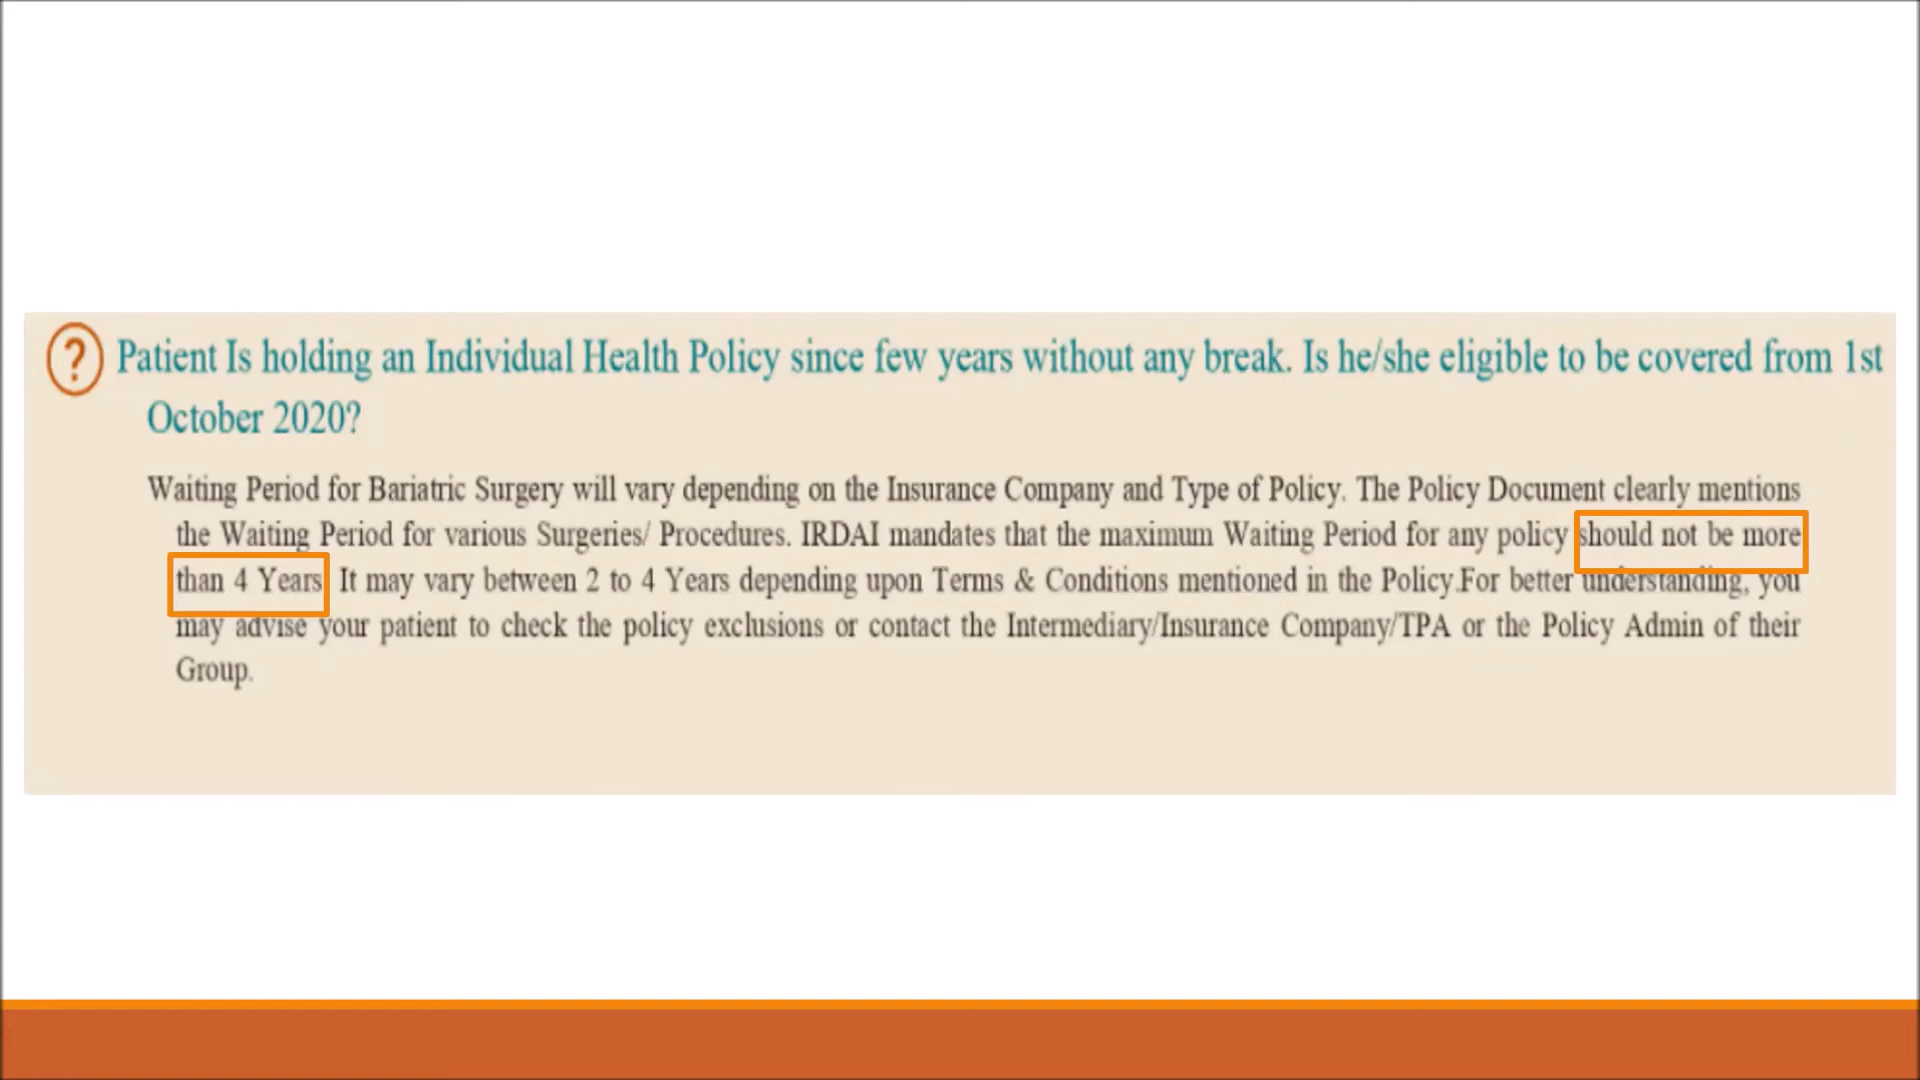 ? Patient Is holding an Individual Health Policy since few years without any break. Is he/she eligible to be covered from 1st
October 2020?
Waiting Period for Bariatric Surgery will vary depending on the Insurance Company and Type of Policy. The Policy Document clearly mentions
the Waiting Period for various Surgeries/ Procedures. IRDAI mandates that the maximum Waiting Period for any policy should not be more
than 4 Years It may vary between 2 to 4 Years depending upon Terms & Conditions mentioned in the Policy.For better understanding, you
may advise your patient to check the policy exclusions or contact the Intermediary/Insurance Company/TPA or the Policy Admin of their
Group.